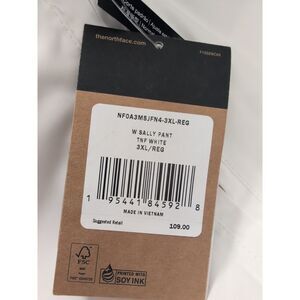 thenorthface.com
NF0A3M5JFN4-3XL-REG
W SALLY PANT
TNF WHITE
3XL/REG
1 95441 84592 8
MADE IN VIETNAM
Suggested Retail
109.00
FSC
PRINTED WITH
SOY INK